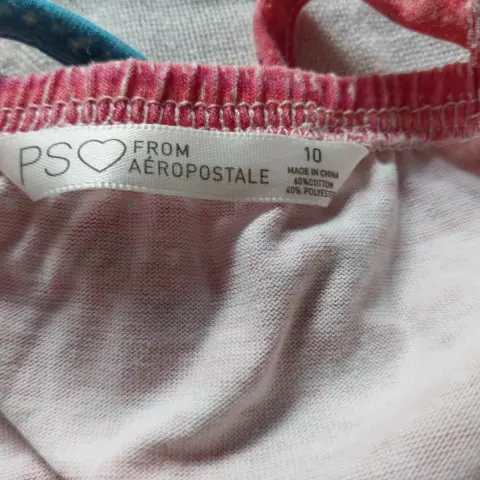 PS♡ FROM
AÉROPOSTALE
10
MADE IN CHINA
60% COTTON
40% POLYESTER